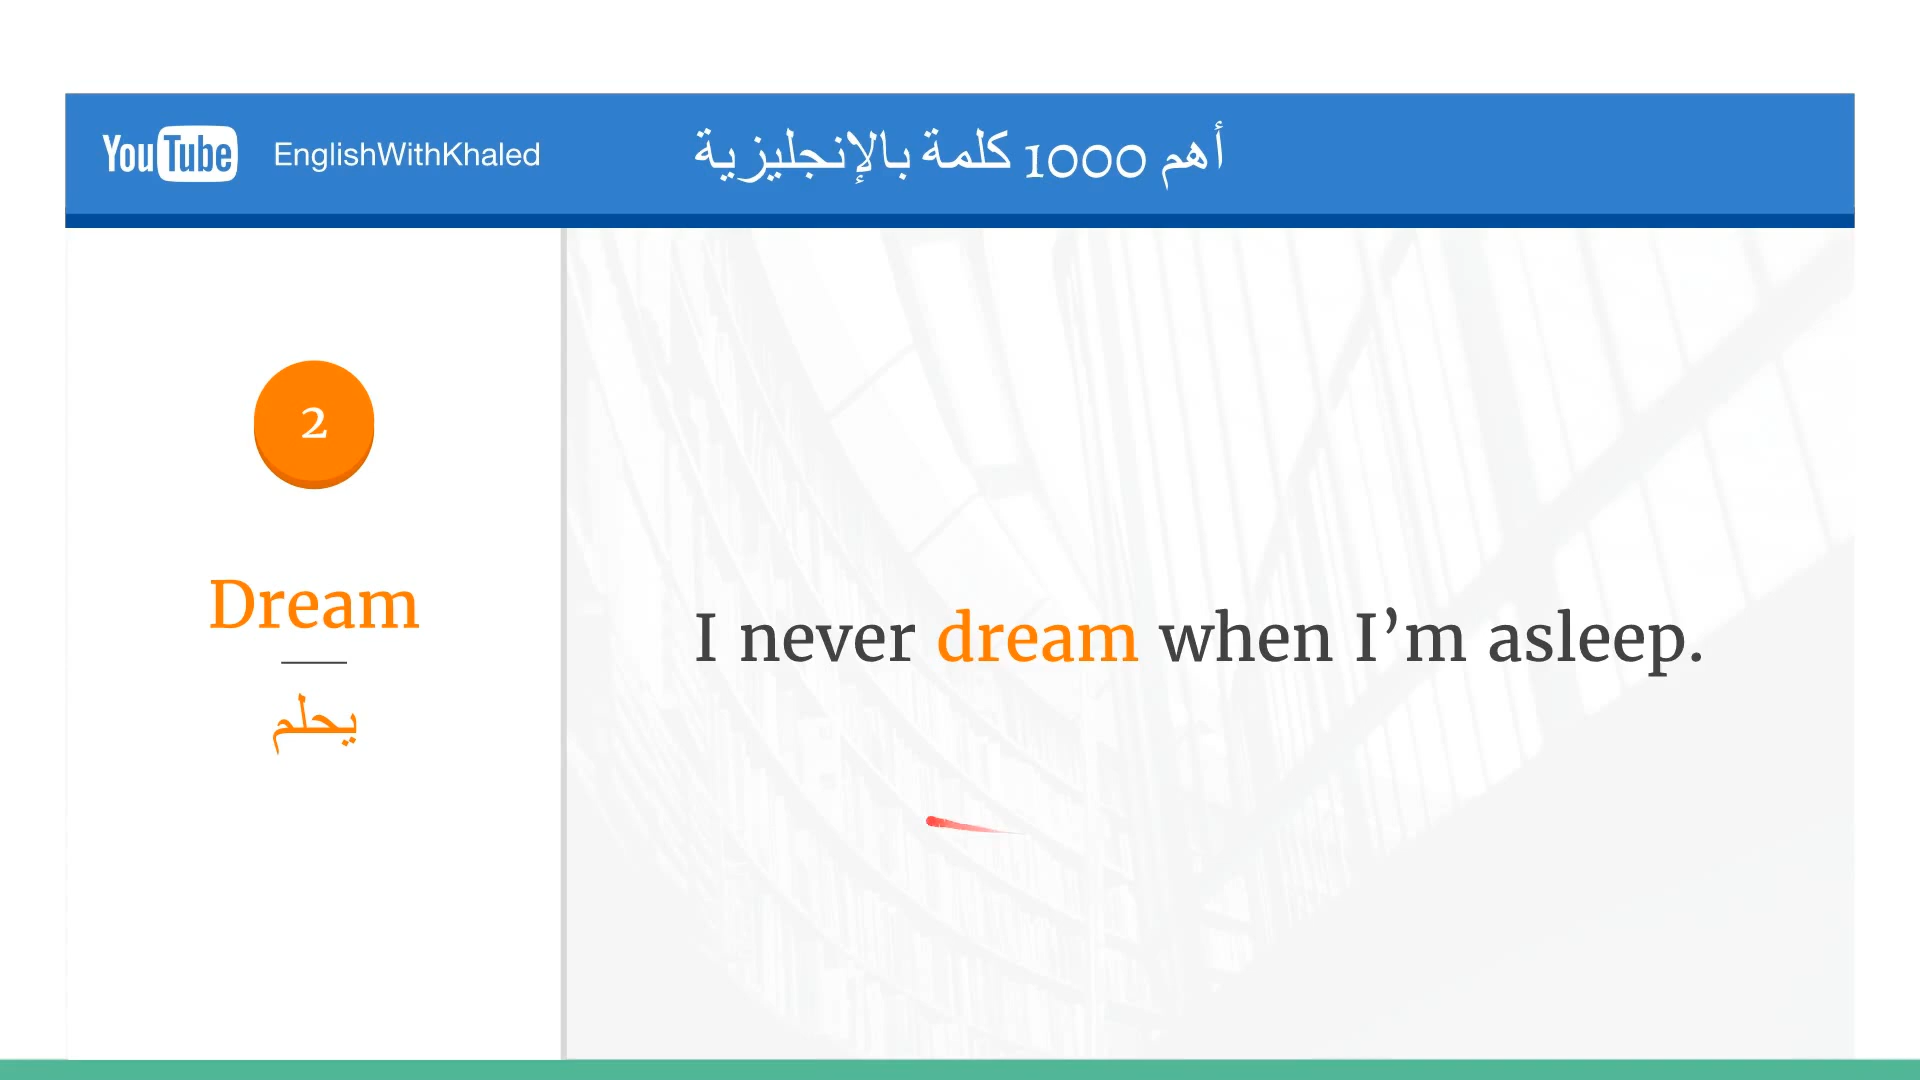 YouTube EnglishWithKhaled
أهم 1000 كلمة بالإنجليزية
2
Dream
يحلم
I never dream when I’m asleep.